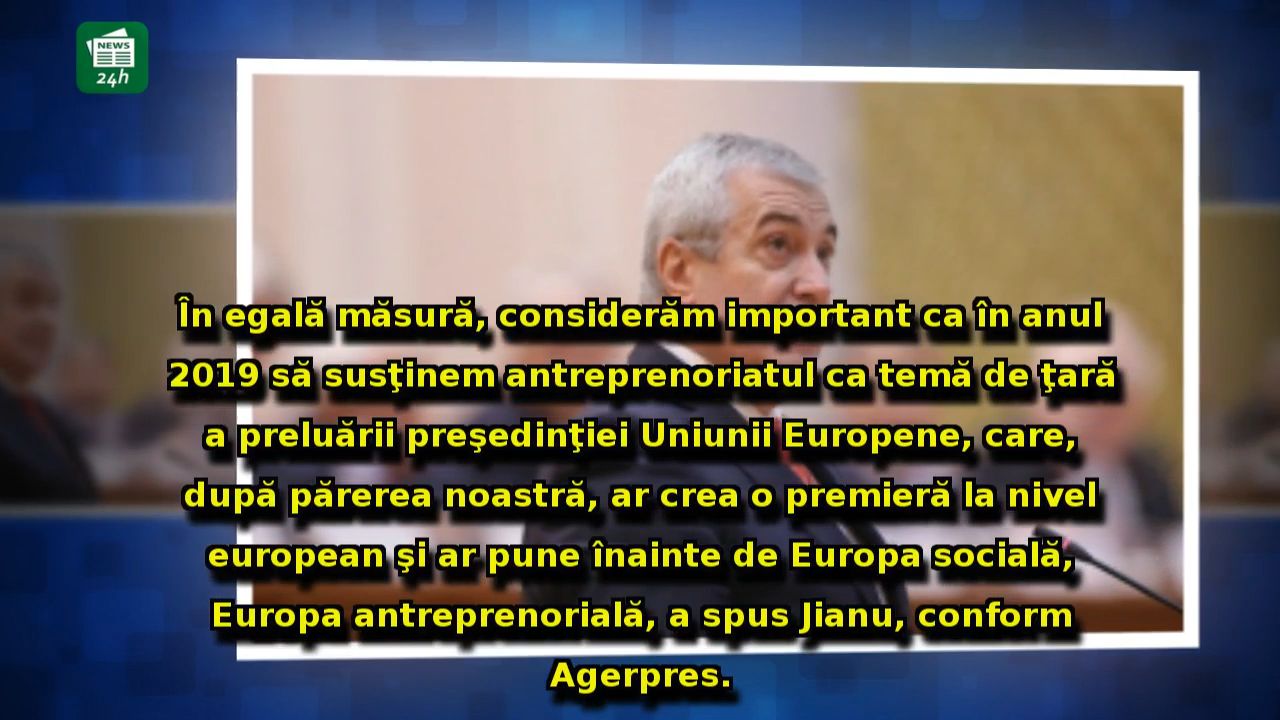 NEWS
24h
În egală măsură, considerăm important ca în anul
2019 să susţinem antreprenoriatul ca temă de ţară
a preluării preşedinţiei Uniunii Europene, care,
după părerea noastră, ar crea o premieră la nivel
european şi ar pune înainte de Europa socială,
Europa antreprenorială, a spus Jianu, conform
Agerpres.